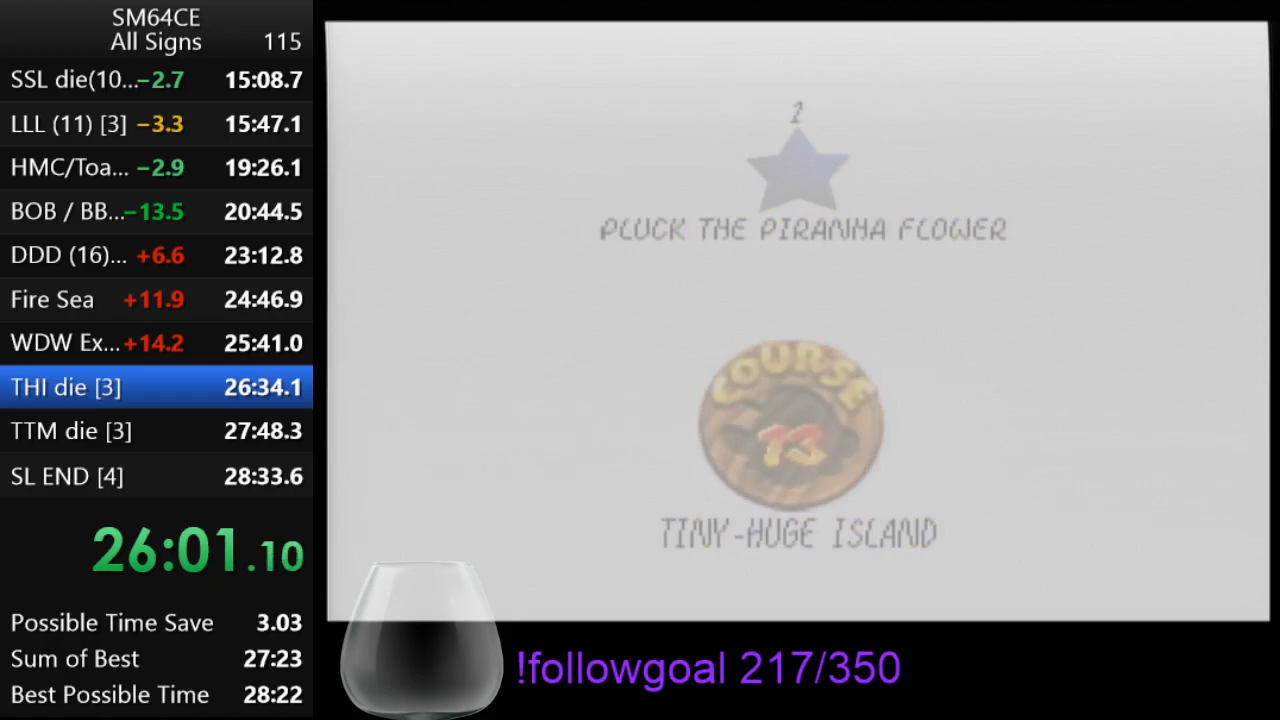 SM64CE
All Signs 115
SSL die(10... −2.7 15:08.7
LLL (11) [3] −3.3 15:47.1
HMC/Toa... −2.9 19:26.1
BOB / BB... −13.5 20:44.5
DDD (16)... +6.6 23:12.8
Fire Sea +11.9 24:46.9
WDW Ex... +14.2 25:41.0
THI die [3] 26:34.1
TTM die [3] 27:48.3
SL END [4] 28:33.6
26:01.10
Possible Time Save 3.03
Sum of Best 27:23
Best Possible Time 28:22
2
PLUCK THE PIRANHA FLOWER
COURSE
13
TINY-HUGE ISLAND
!followgoal 217/350